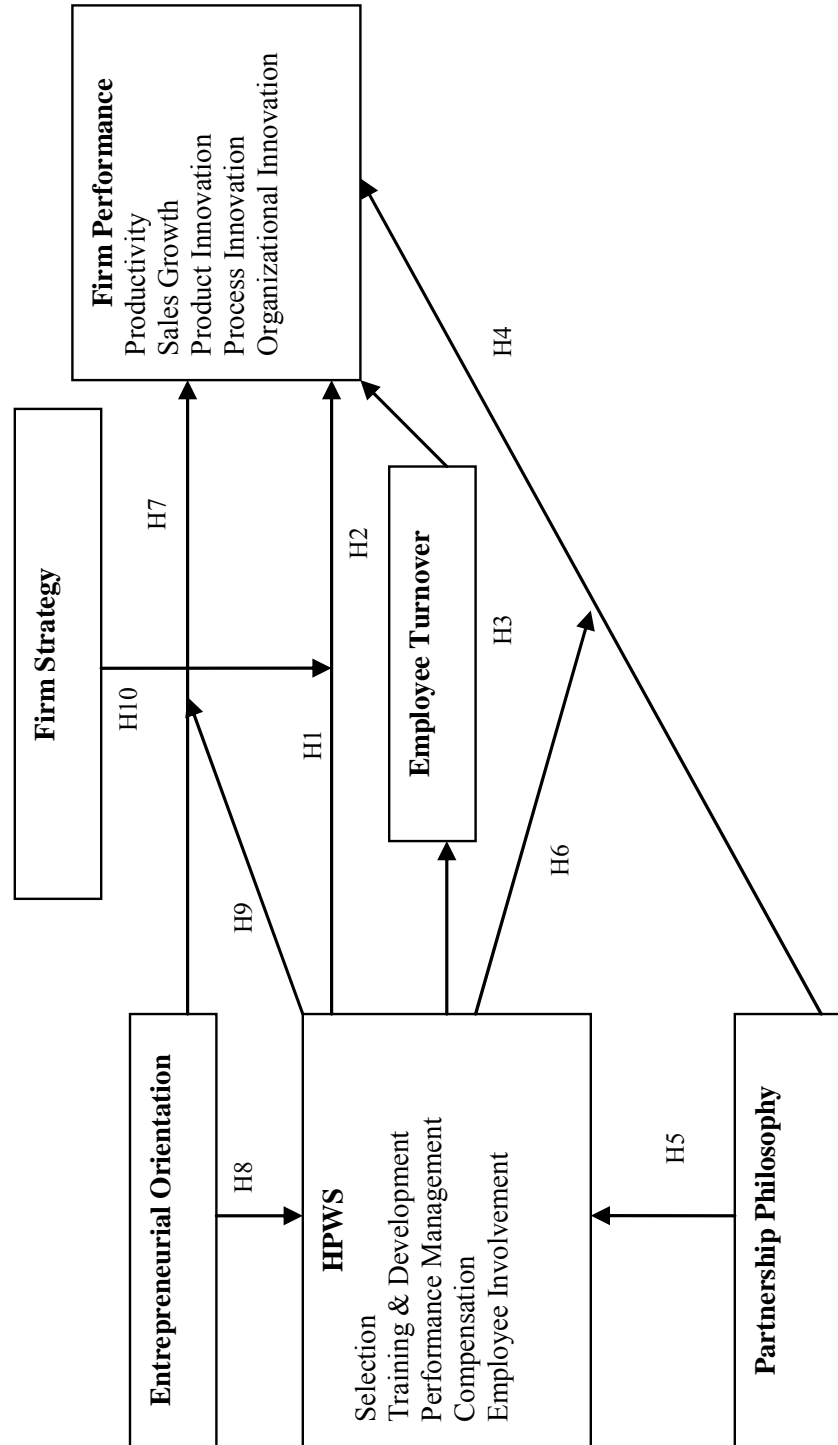 Firm Strategy
Entrepreneurial Orientation
H10
H7
H8
H9
Firm Performance
Productivity
Sales Growth
Product Innovation
Process Innovation
Organizational Innovation
HPWS
Selection
Training & Development
Performance Management
Compensation
Employee Involvement
H1
H2
Employee Turnover
H3
H6
H4
H5
Partnership Philosophy